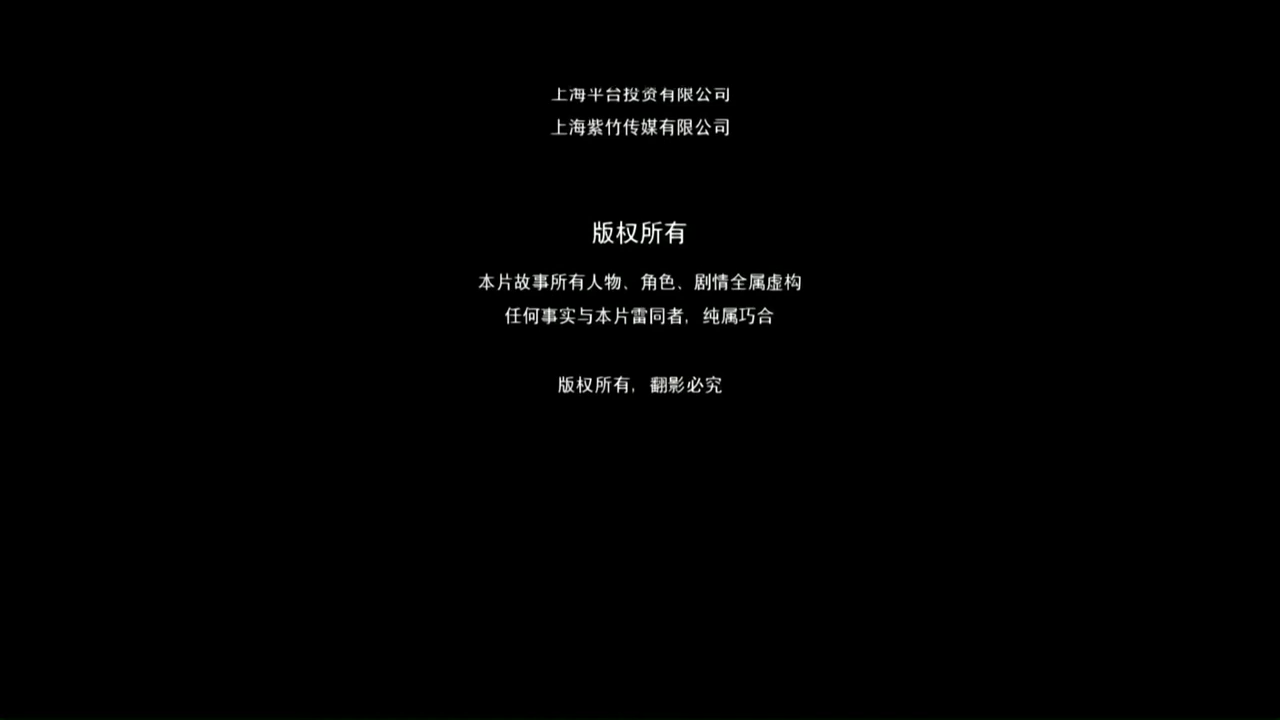 上海平台投资有限公司
上海紫竹传媒有限公司
版权所有
本片故事所有人物、角色、剧情全属虚构
任何事实与本片雷同者，纯属巧合
版权所有，翻影必究